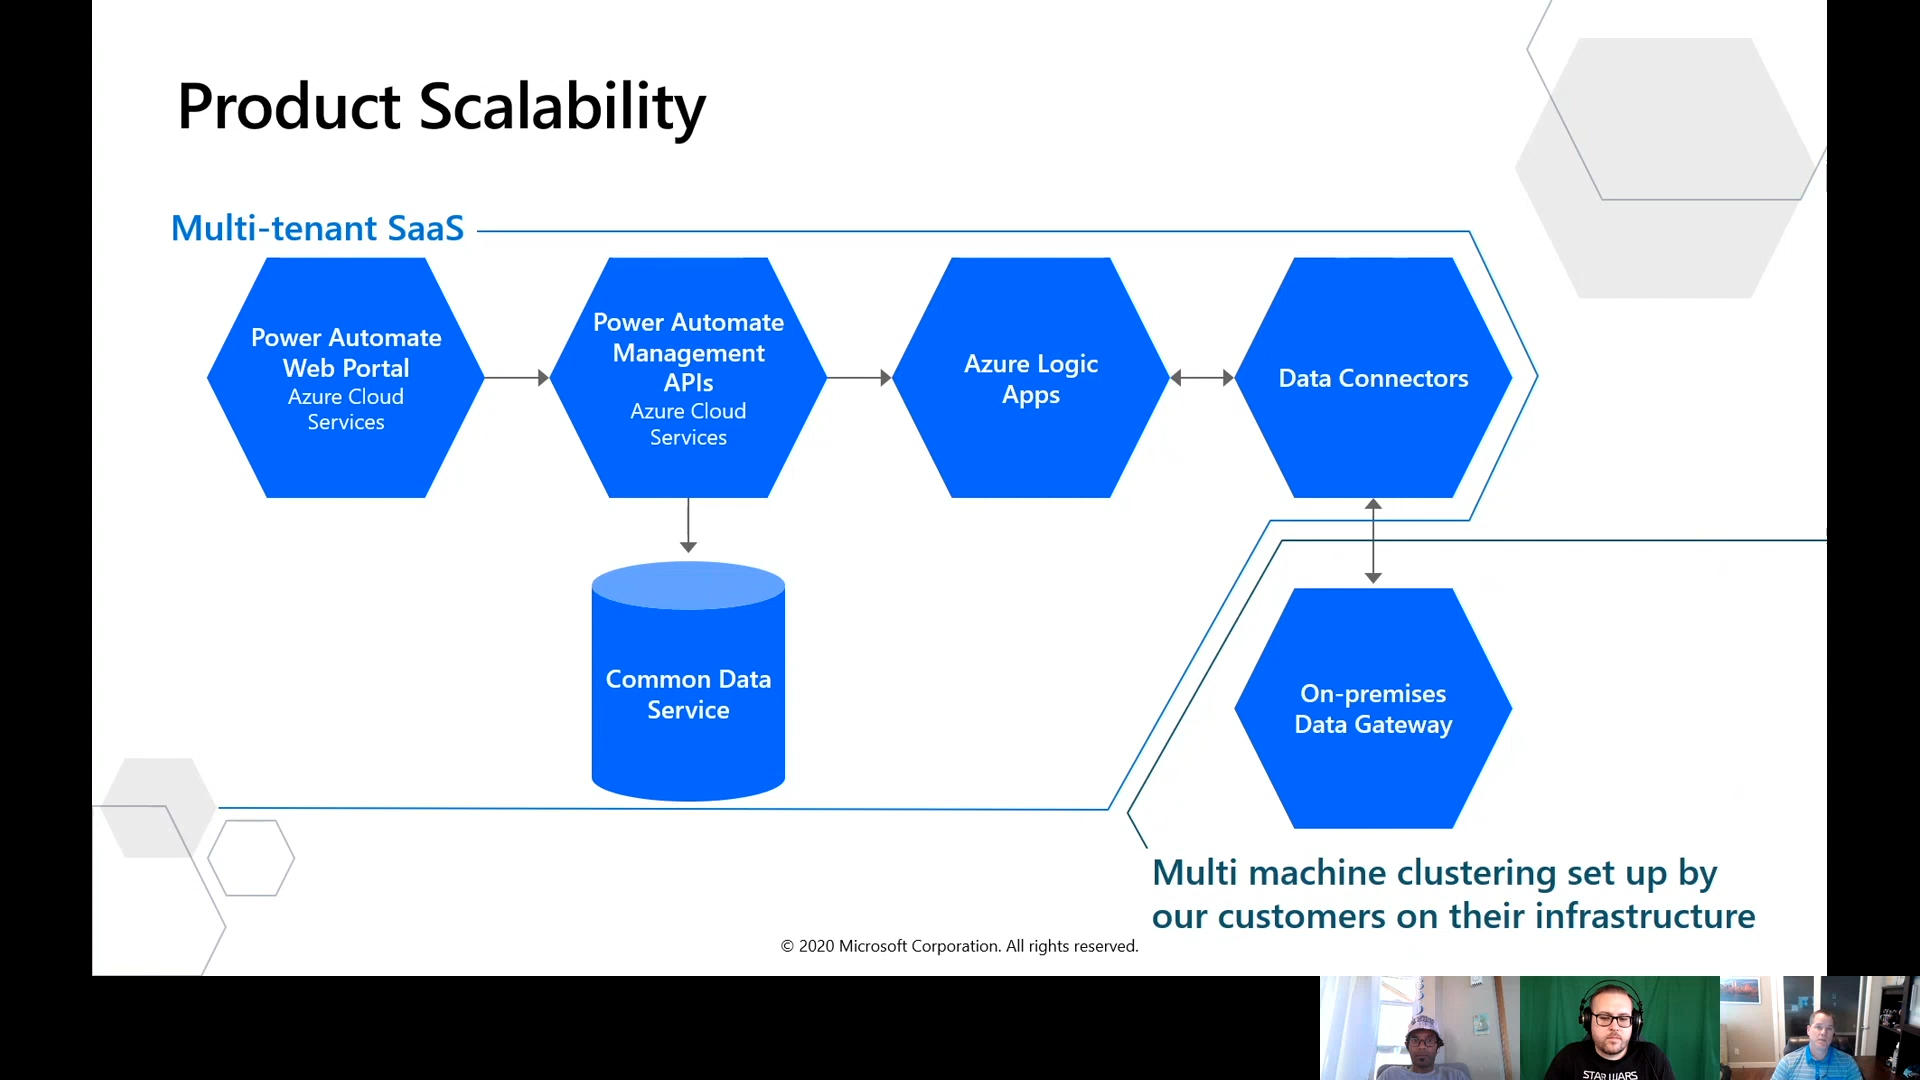 Product Scalability
Multi-tenant SaaS
Power Automate
Web Portal
Azure Cloud
Services
Power Automate
Management
APIs
Azure Cloud
Services
Azure Logic
Apps
Data Connectors
Common Data
Service
On-premises
Data Gateway
Multi machine clustering set up by
our customers on their infrastructure
© 2020 Microsoft Corporation. All rights reserved.
STAR WARS